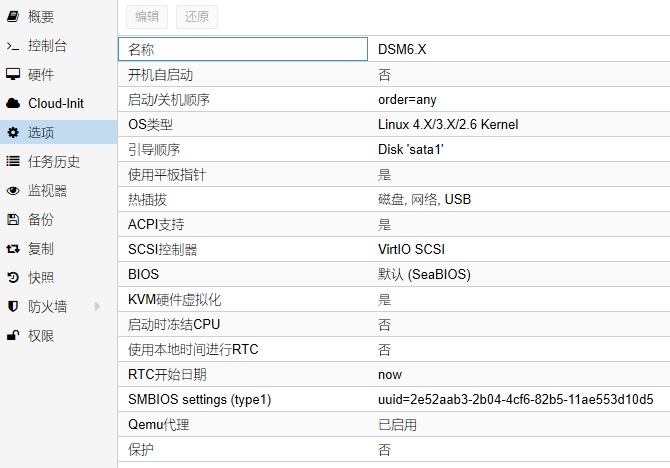 概要
控制台
硬件
Cloud-Init
选项
任务历史
监视器
备份
复制
快照
防火墙
权限
编辑 还原
名称 DSM6.X
开机自启动 否
启动/关机顺序 order=any
OS类型 Linux 4.X/3.X/2.6 Kernel
引导顺序 Disk 'sata1'
使用平板指针 是
热插拔 磁盘, 网络, USB
ACPI支持 是
SCSI控制器 VirtIO SCSI
BIOS 默认 (SeaBIOS)
KVM硬件虚拟化 是
启动时冻结CPU 否
使用本地时间进行RTC 否
RTC开始日期 now
SMBIOS settings (type1) uuid=2e52aab3-2b04-4cf6-82b5-11ae553d10d5
Qemu代理 已启用
保护 否